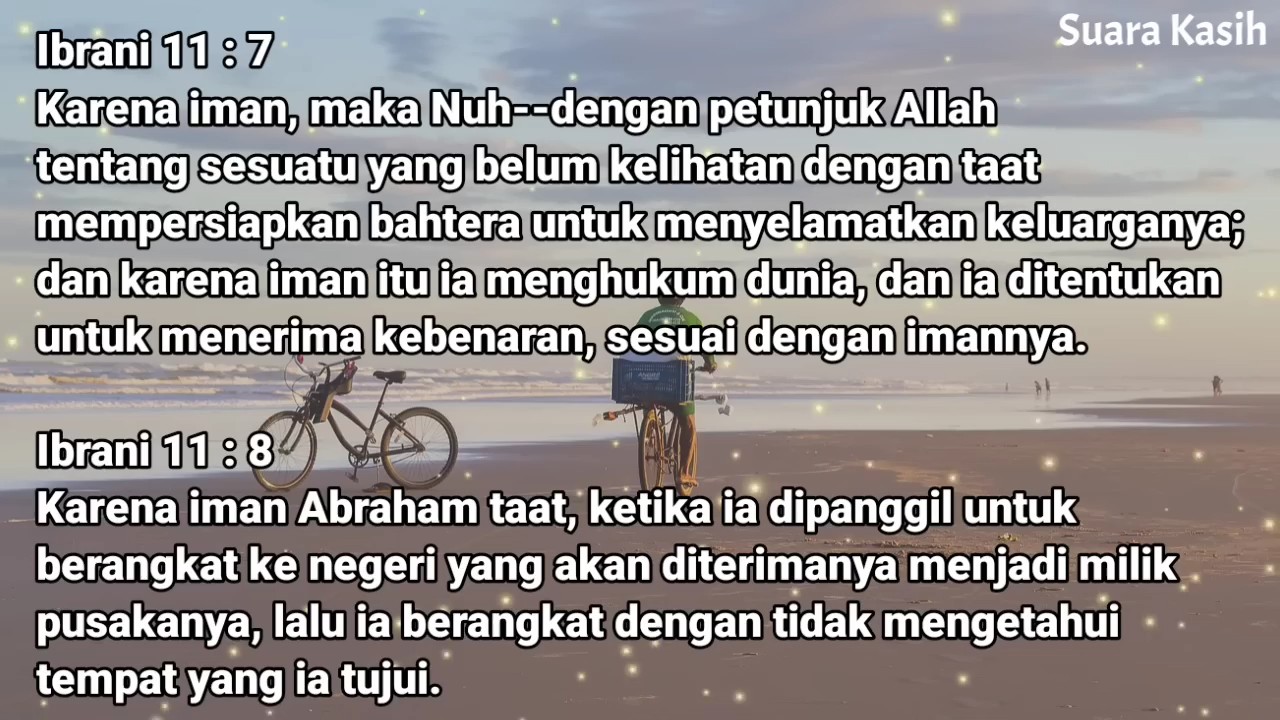 Suara Kasih
Ibrani 11 : 7
Karena iman, maka Nuh--dengan petunjuk Allah
tentang sesuatu yang belum kelihatan dengan taat
mempersiapkan bahtera untuk menyelamatkan keluarganya;
dan karena iman itu ia menghukum dunia, dan ia ditentukan
untuk menerima kebenaran, sesuai dengan imannya.
Ibrani 11 : 8
Karena iman Abraham taat, ketika ia dipanggil untuk
berangkat ke negeri yang akan diterimanya menjadi milik
pusakanya, lalu ia berangkat dengan tidak mengetahui
tempat yang ia tujui.